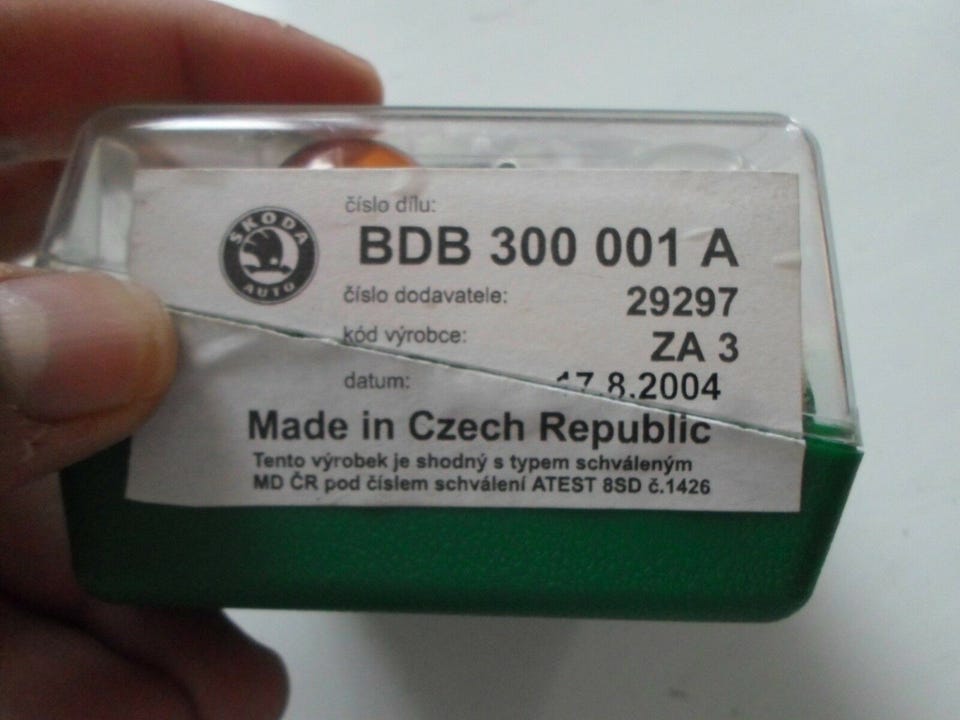 ŠKODA
AUTO
číslo dílu:
BDB 300 001 A
číslo dodavatele:
29297
kód výrobce:
ZA 3
datum:
17.8.2004
Made in Czech Republic
Tento výrobek je shodný s typem schváleným
MD ČR pod číslem schválení ATEST 8SD č.1426